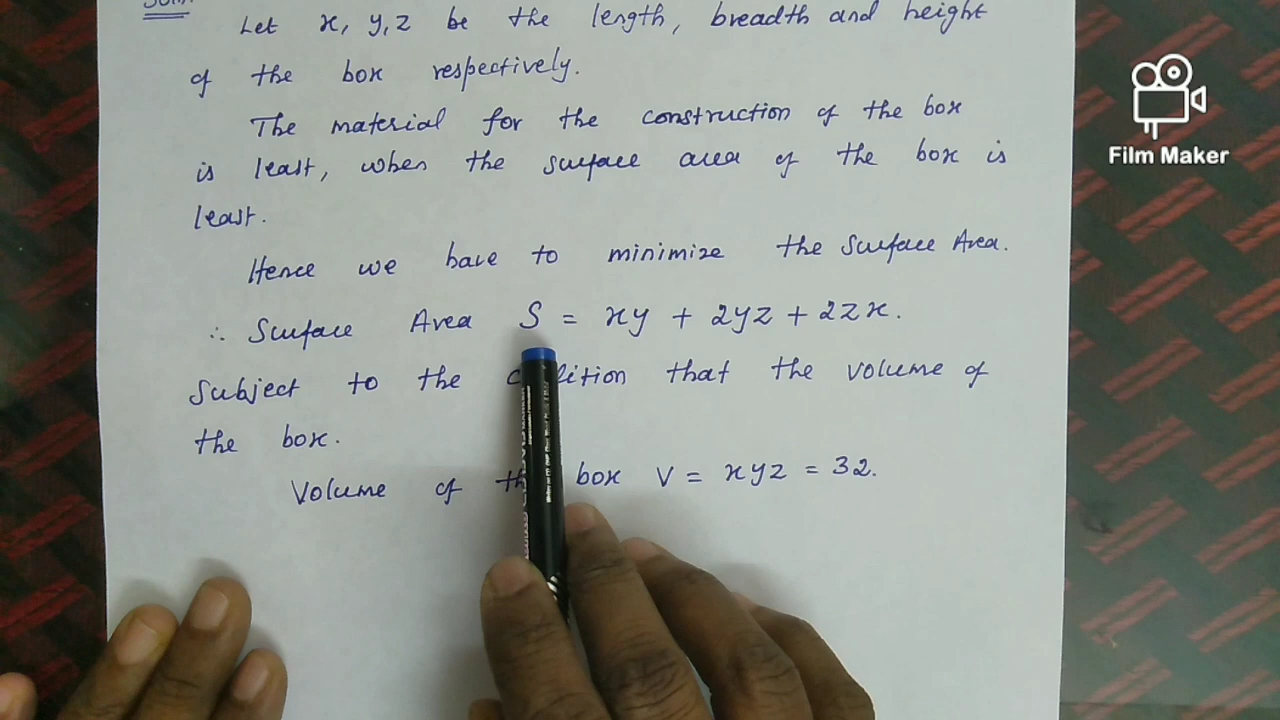 Soln.
Let x, y, z be the length, breadth and height
of the box respectively.
The material for the construction of the box
is least, when the surface area of the box is
least.
Hence we have to minimize the Surface Area.
∴ Surface Area S = xy + 2yz + 2zx.
Subject to the condition that the volume of
the box.
Volume of the box V = xyz = 32.
Film Maker